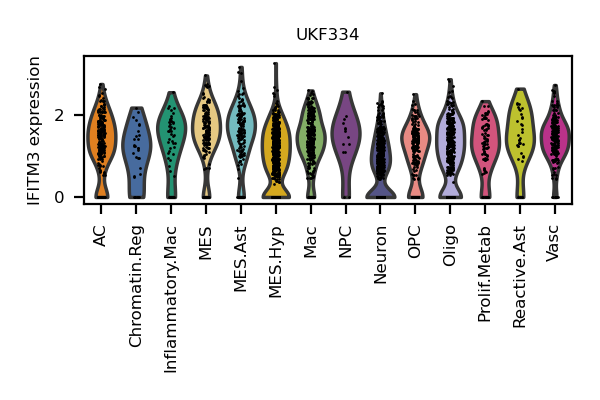 UKF334
IFITM3 expression
2
0
AC
Chromatin.Reg
Inflammatory.Mac
MES
MES.Ast
MES.Hyp
Mac
NPC
Neuron
OPC
Oligo
Prolif.Metab
Reactive.Ast
Vasc